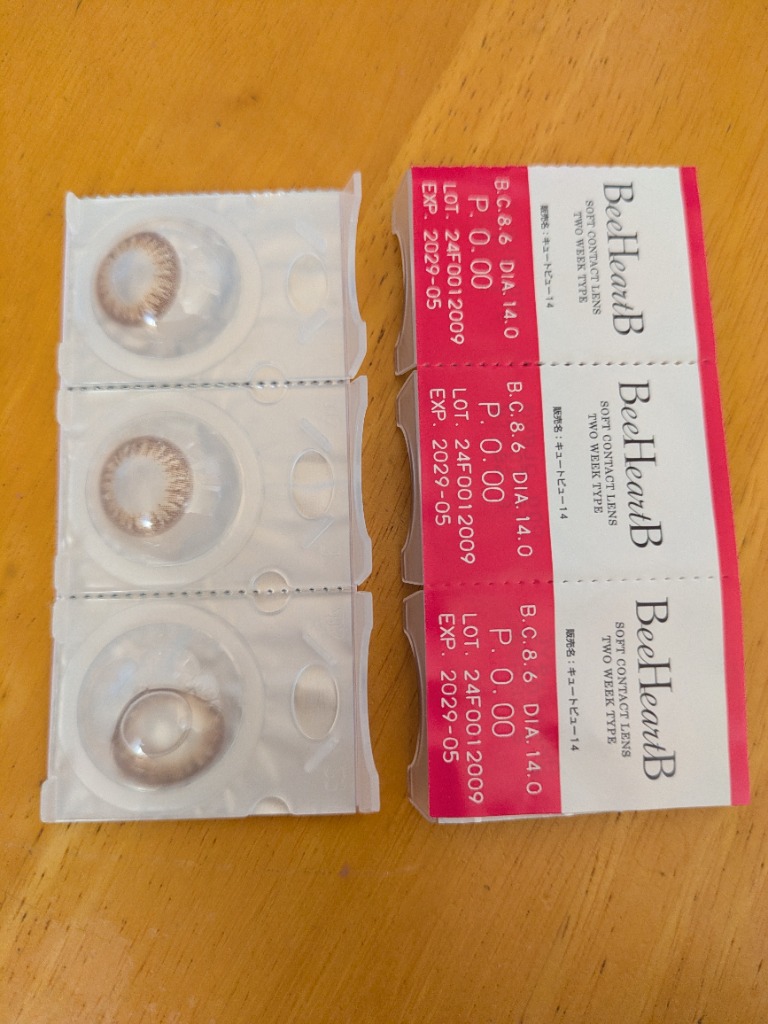 BeeHeartB
SOFT CONTACT LENS
TWO WEEK TYPE
販売名:キュートビュー14
B.C.8.6 DIA.14.0
P. 0.00
LOT. 24F0012009
EXP. 2029-05
BeeHeartB
SOFT CONTACT LENS
TWO WEEK TYPE
販売名:キュートビュー14
B.C.8.6 DIA.14.0
P. 0.00
LOT. 24F0012009
EXP. 2029-05
BeeHeartB
SOFT CONTACT LENS
TWO WEEK TYPE
販売名:キュートビュー14
B.C.8.6 DIA.14.0
P. 0.00
LOT. 24F0012009
EXP. 2029-05